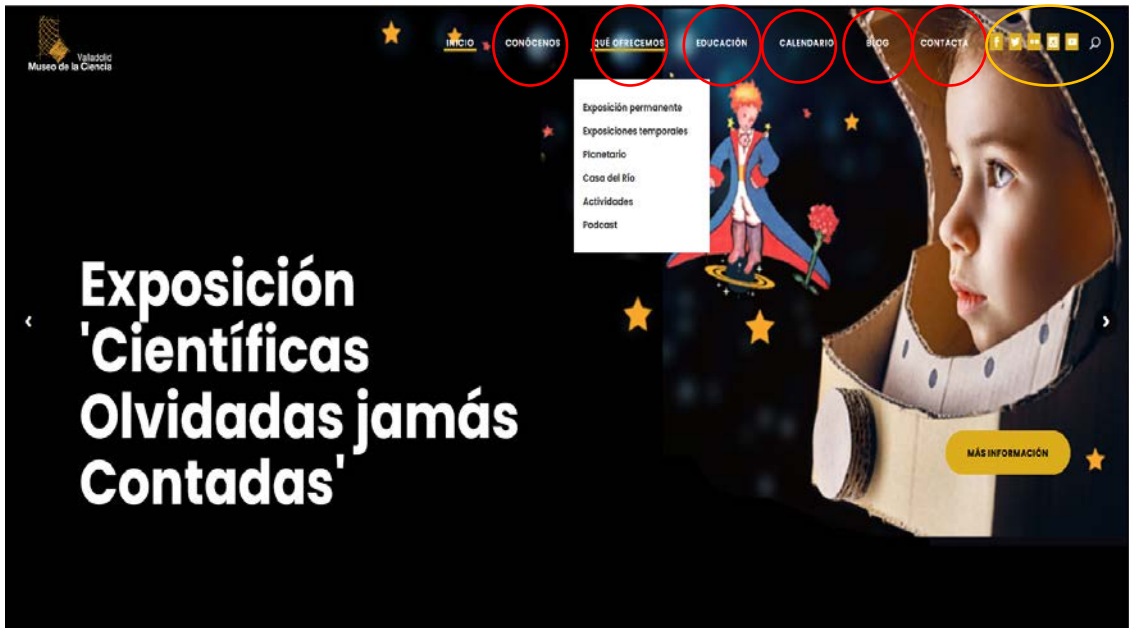 Valladolid
Museo de la Ciencia
INICIO
CONÓCENOS
QUÉ OFRECEMOS
EDUCACIÓN
CALENDARIO
BLOG
CONTACTA
Exposición permanente
Exposiciones temporales
Planetario
Casa del Río
Actividades
Podcast
Exposición
'Científicas
Olvidadas jamás
Contadas'
MÁS INFORMACIÓN